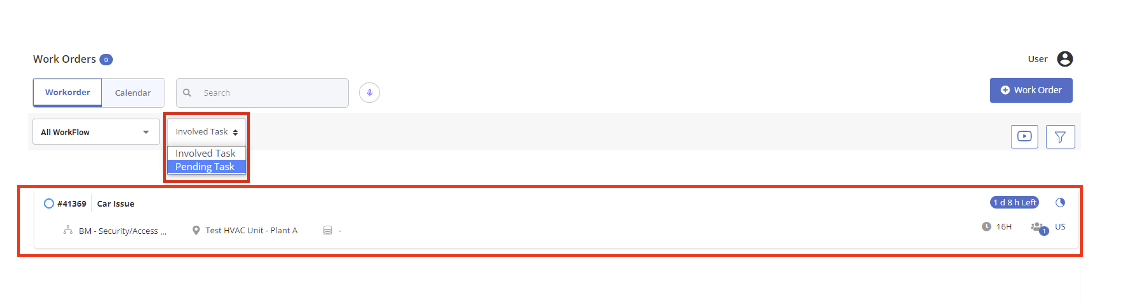 Work Orders 0
User
Workorder Calendar Search
Work Order
All WorkFlow Involved Task
Involved Task
Pending Task
#41369 Car Issue 1 d 8 h Left
BM - Security/Access ... Test HVAC Unit - Plant A - 16H 1 US